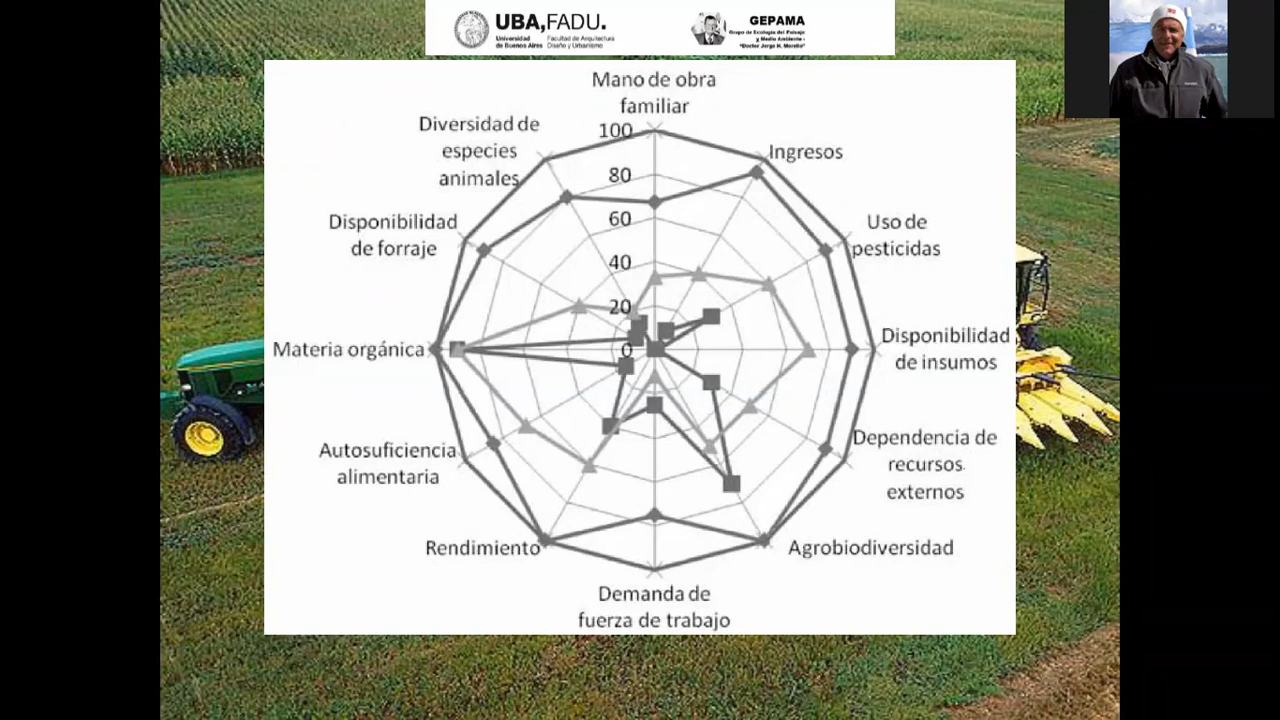 UBA,FADU.
Universidad
de Buenos Aires
Facultad de Arquitectura
Diseño y Urbanismo
GEPAMA
Grupo de Ecología del Paisaje
y Medio Ambiente -
"Doctor Jorge H. Morello"
Mano de obra
familiar
Diversidad de
especies
animales
Ingresos
Disponibilidad
de forraje
Uso de
pesticidas
Materia orgánica
Disponibilidad
de insumos
Autosuficiencia
alimentaria
Dependencia de
recursos
externos
Rendimiento
Agrobiodiversidad
Demanda de
fuerza de trabajo
100
80
60
40
20
0